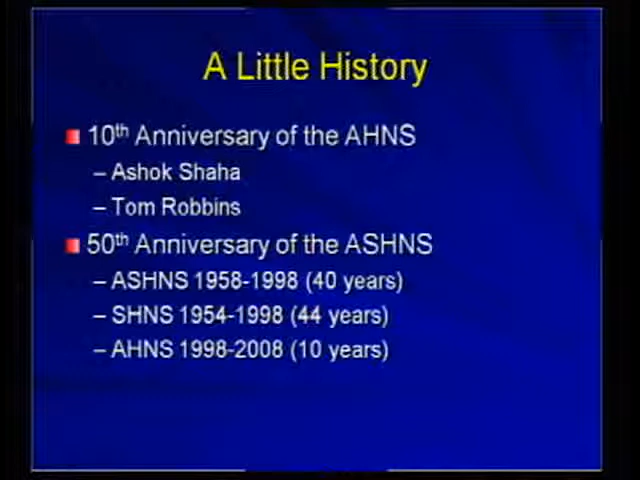 A Little History
10th Anniversary of the AHNS
– Ashok Shaha
– Tom Robbins
50th Anniversary of the ASHNS
– ASHNS 1958-1998 (40 years)
– SHNS 1954-1998 (44 years)
– AHNS 1998-2008 (10 years)